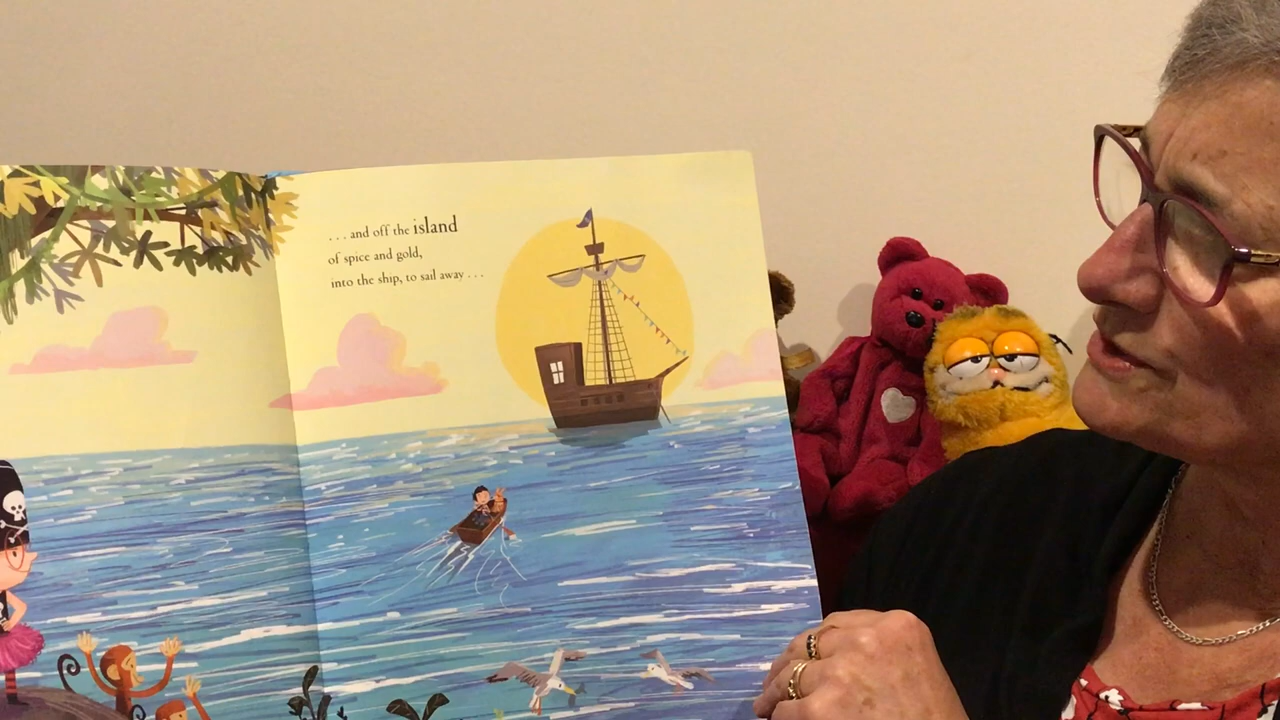 . . . and off the island
of spice and gold,
into the ship, to sail away . . .